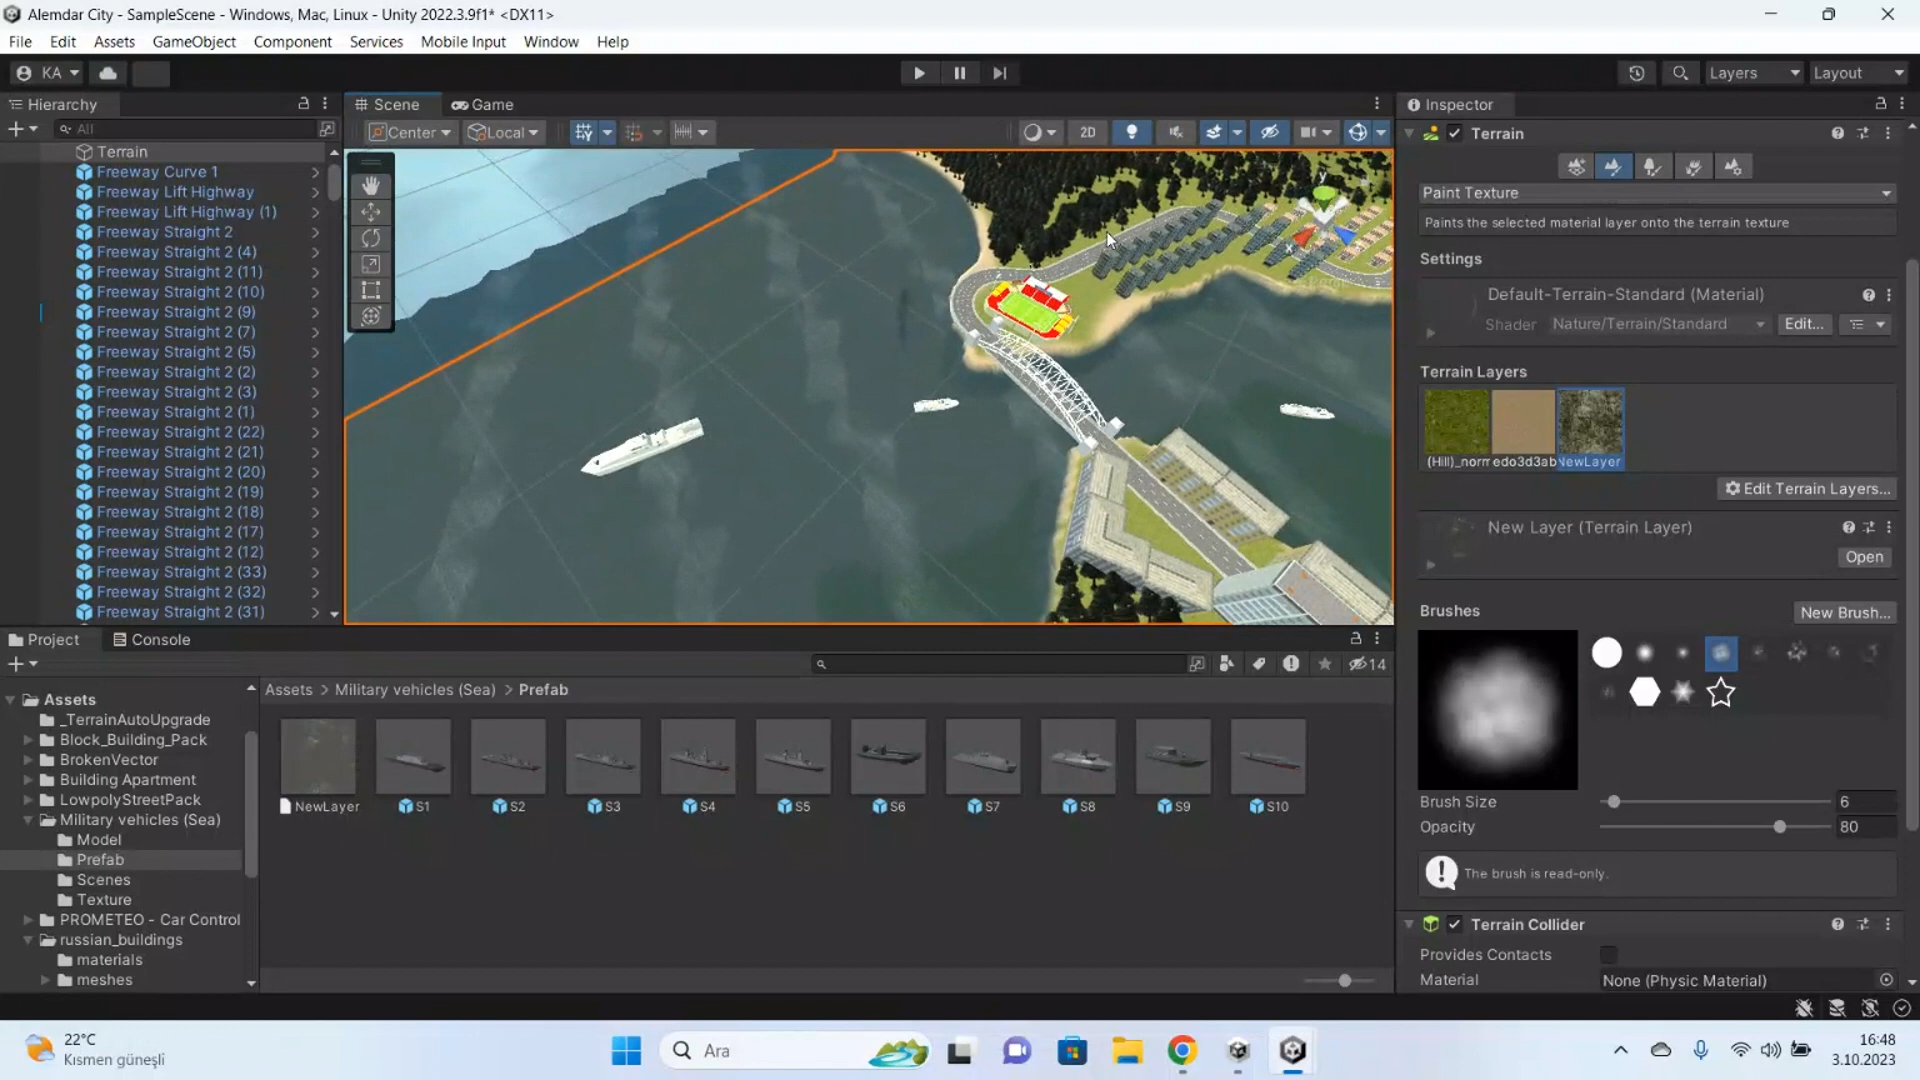 Alemdar City - SampleScene - Windows, Mac, Linux - Unity 2022.3.9f1* <DX11>
File Edit Assets GameObject Component Services Mobile Input Window Help
KA Layers Layout
Hierarchy Scene Game Inspector
All Center Local 2D Terrain
Terrain
Freeway Curve 1
Freeway Lift Highway
Freeway Lift Highway (1)
Freeway Straight 2
Freeway Straight 2 (4)
Freeway Straight 2 (11)
Freeway Straight 2 (10)
Freeway Straight 2 (9)
Freeway Straight 2 (7)
Freeway Straight 2 (5)
Freeway Straight 2 (2)
Freeway Straight 2 (3)
Freeway Straight 2 (1)
Freeway Straight 2 (22)
Freeway Straight 2 (21)
Freeway Straight 2 (20)
Freeway Straight 2 (19)
Freeway Straight 2 (18)
Freeway Straight 2 (17)
Freeway Straight 2 (12)
Freeway Straight 2 (33)
Freeway Straight 2 (32)
Freeway Straight 2 (31)
y
x
Paint Texture
Paints the selected material layer onto the terrain texture
Settings
Default-Terrain-Standard (Material)
Shader Nature/Terrain/Standard Edit...
Terrain Layers
(Hill)_norm edo3d3ab NewLayer
Edit Terrain Layers...
New Layer (Terrain Layer)
Open
Brushes New Brush...
Brush Size 6
Opacity 80
The brush is read-only.
Terrain Collider
Provides Contacts
Material None (Physic Material)
Project Console
14
Assets > Military vehicles (Sea) > Prefab
Assets
_TerrainAutoUpgrade
Block_Building_Pack
BrokenVector
Building Apartment
LowpolyStreetPack
Military vehicles (Sea)
Model
Prefab
Scenes
Texture
PROMETEO - Car Control
russian_buildings
materials
meshes
NewLayer S1 S2 S3 S4 S5 S6 S7 S8 S9 S10
22°C
Kısmen güneşli
Ara
16:48
3.10.2023